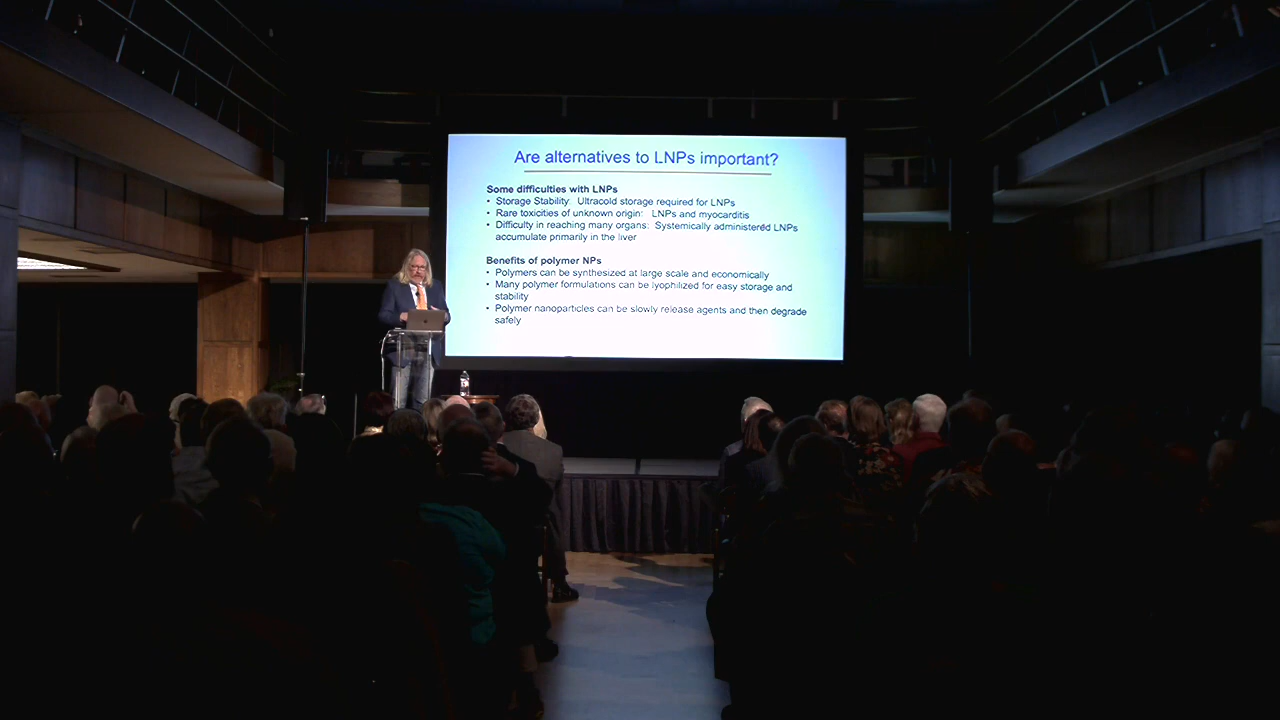 Are alternatives to LNPs important?
Some difficulties with LNPs
• Storage Stability: Ultracold storage required for LNPs
• Rare toxicities of unknown origin: LNPs and myocarditis
• Difficulty in reaching many organs: Systemically administered LNPs
accumulate primarily in the liver
Benefits of polymer NPs
• Polymers can be synthesized at large scale and economically
• Many polymer formulations can be lyophilized for easy storage and
stability
• Polymer nanoparticles can be slowly release agents and then degrade
safely